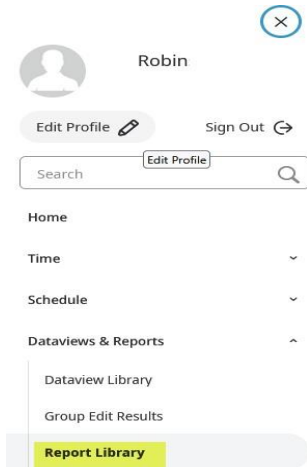 Robin
Edit Profile Sign Out
Edit Profile
Search
Home
Time
Schedule
Dataviews & Reports
Dataview Library
Group Edit Results
Report Library